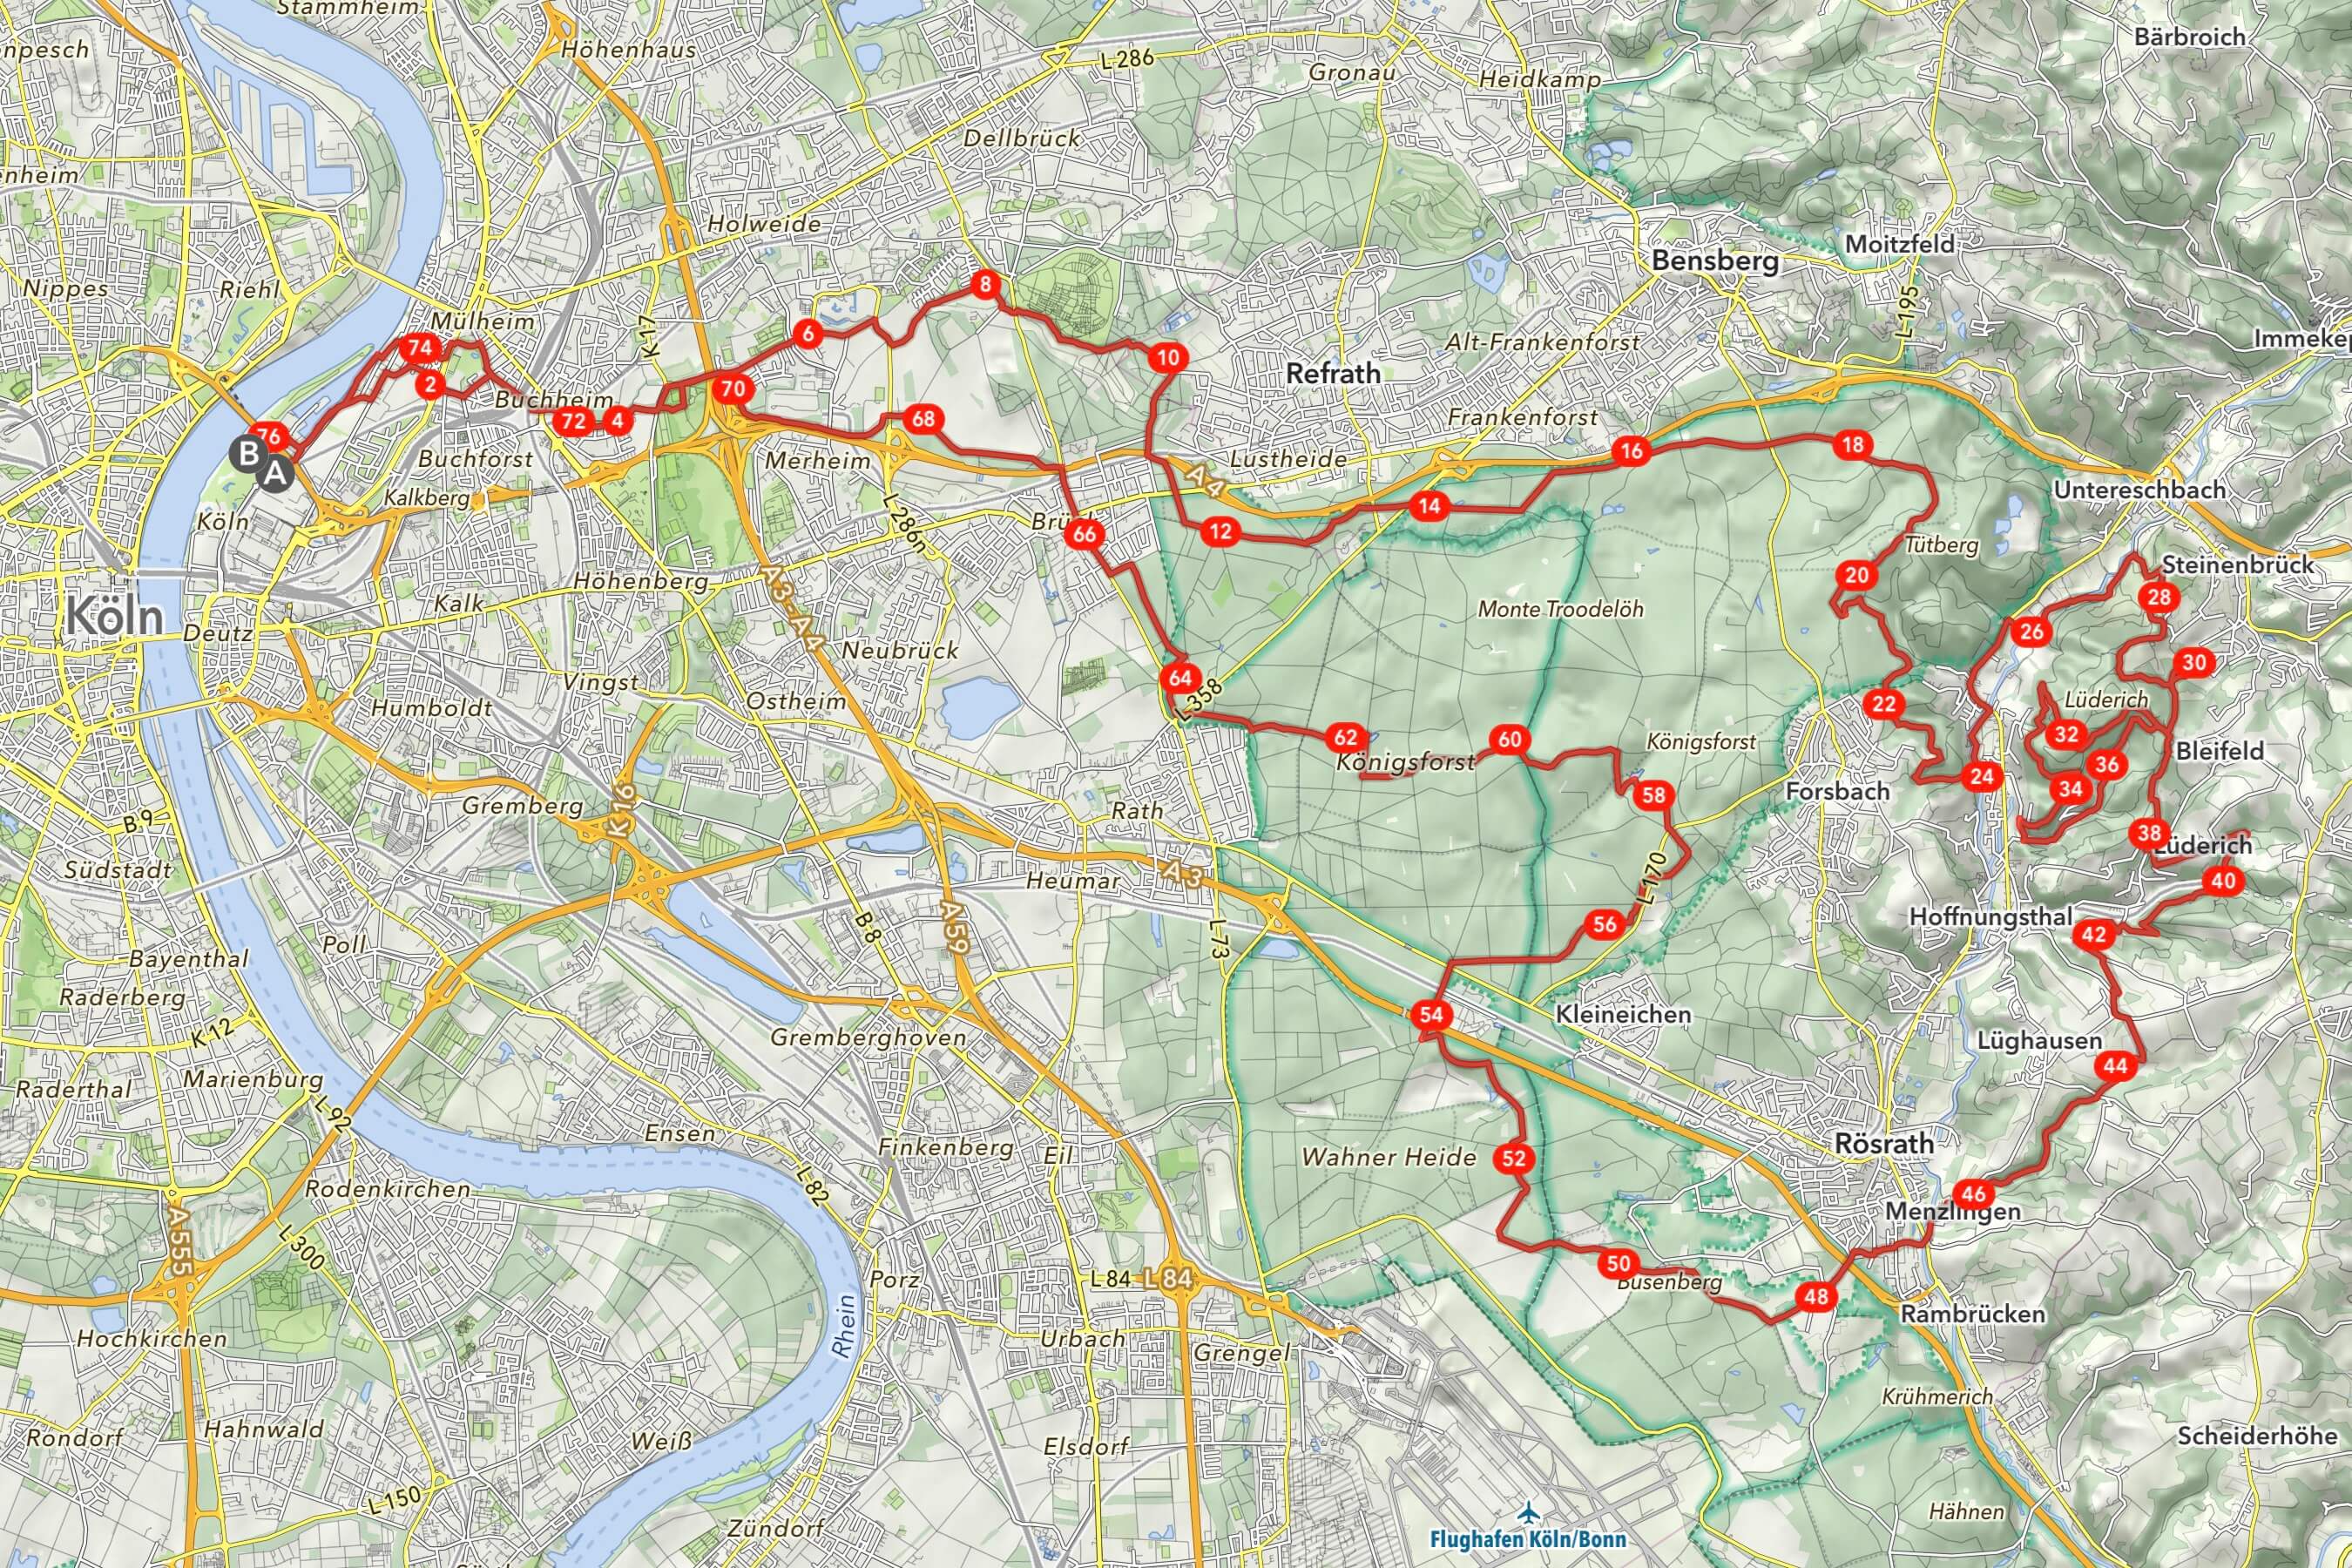 Stammheim
Höhenhaus
L 286
Gronau
Heidkamp
Bärbroich
npesch
Dellbrück
nheim
Holweide
Moitzfeld
Bensberg
Nippes
Riehl
8
L 195
Mülheim
K 17
6
Immeke
Alt-Frankenforst
74
10
Refrath
2
70
Buchheim
72
4
68
Frankenforst
76
B
A
Buchforst
Merheim
Lustheide
16
18
A 4
Kalkberg
Untereschbach
Köln
L 286n
Brü
66
12
14
Tütberg
Steinenbrück
Höhenberg
A3-A4
20
28
Köln
Kalk
Monte Troodelöh
Deutz
26
Neubrück
30
Vingst
64
L 358
Ostheim
22
Lüderich
Humboldt
62
60
Königsforst
32
Bleifeld
Königsforst
36
24
Forsbach
34
58
Gremberg
K 16
Rath
B 9
38
Lüderich
Südstadt
A 3
Heumar
L 170
40
B 8
A59
L 73
56
Hoffnungsthal
42
Poll
Bayenthal
Raderberg
54
Kleineichen
K 12
Gremberghoven
Lüghausen
44
Raderthal
Marienburg
L 92
Ensen
Finkenberg
Eil
Wahner Heide
52
Rösrath
L 82
Rodenkirchen
46
Menzlingen
A 555
L 300
50
Busenberg
48
Porz
L 84
L 84
Rambrücken
Rhein
Hochkirchen
Urbach
Grengel
Krühmerich
Hahnwald
Rondorf
Weiß
Elsdorf
Scheiderhöhe
L 150
Zündorf
Hähnen
Flughafen Köln/Bonn